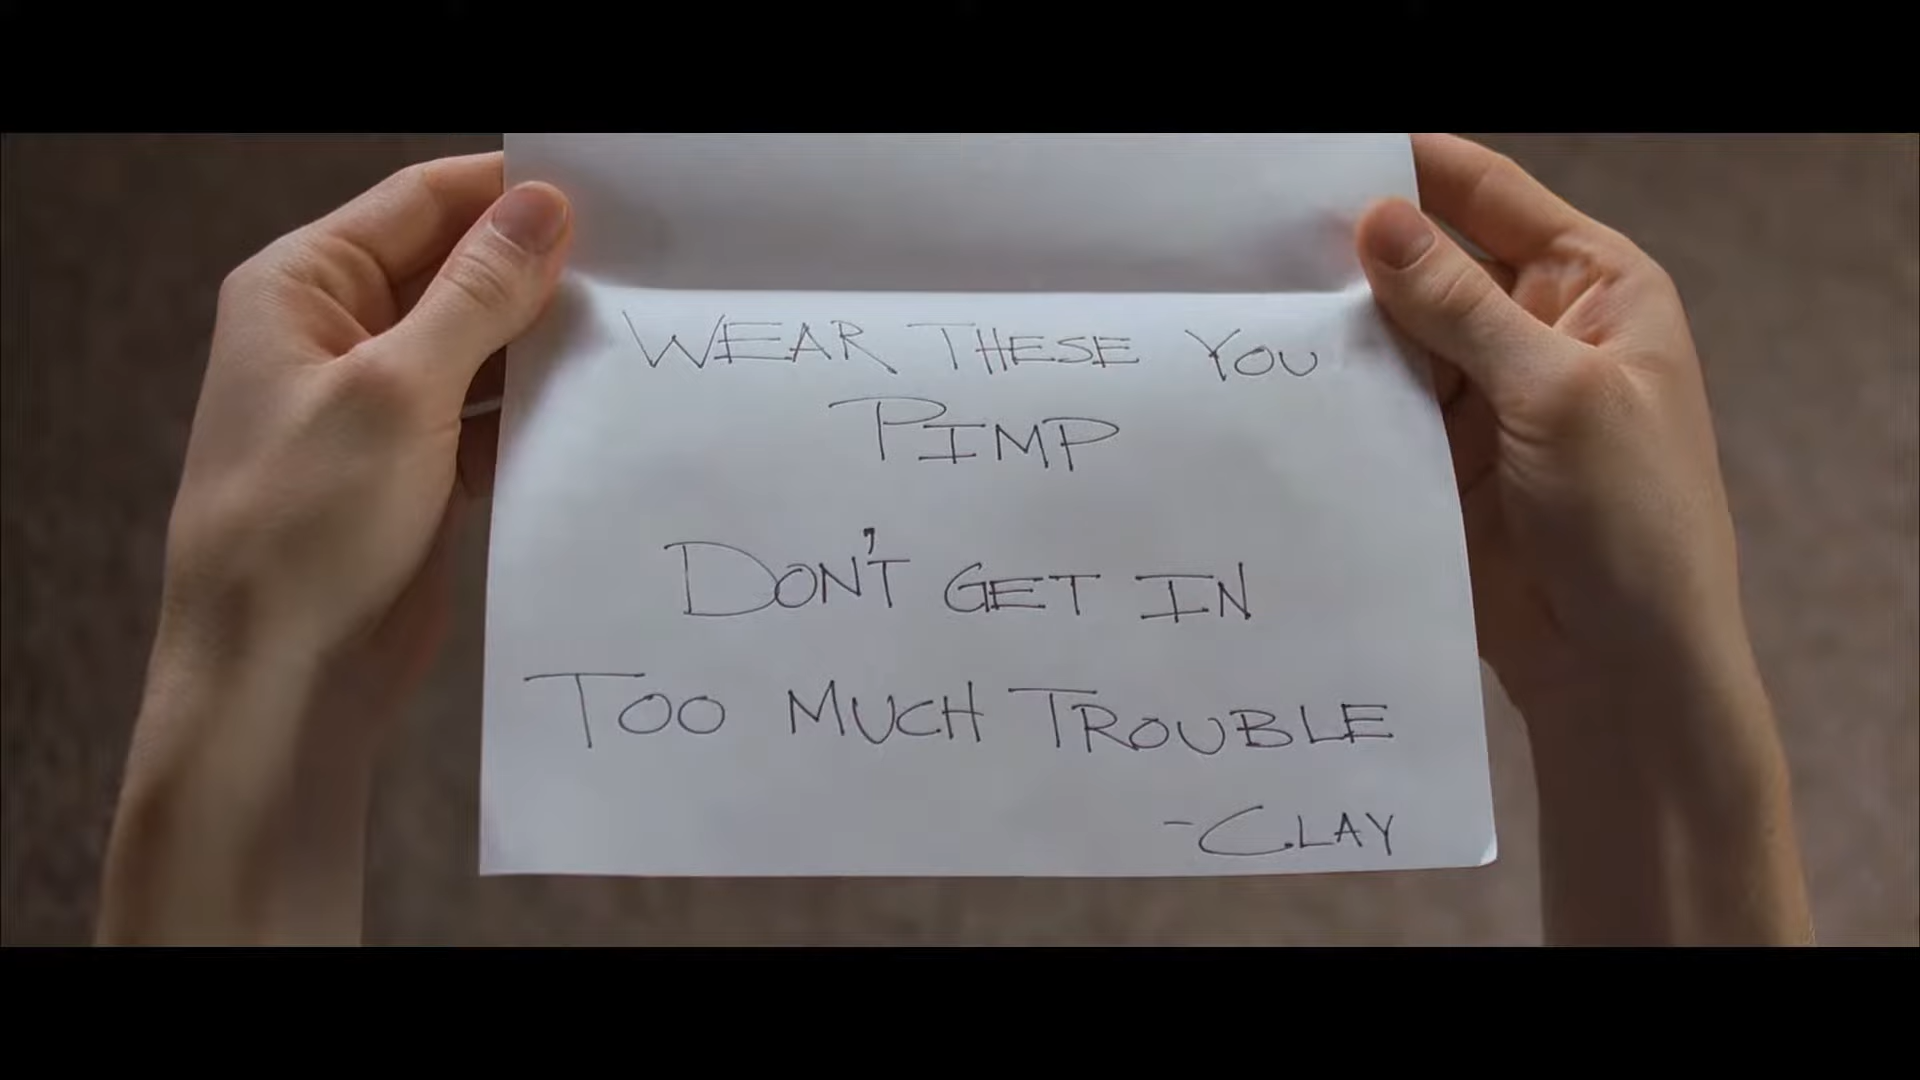 WEAR THESE YOU
PIMP
DON'T GET IN
TOO MUCH TROUBLE
-CLAY